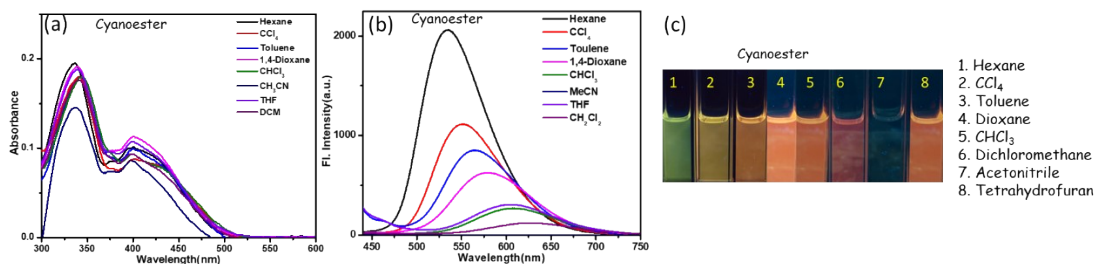 (a)
Cyanoester
Hexane
CCl₄
Toluene
1,4-Dioxane
CHCl₃
CH₃CN
THF
DCM
0.2
0.1
0.0
Absorbance
300 350 400 450 500 550 600
Wavelength(nm)
(b)
Cyanoester
Hexane
CCl₄
Toulene
1,4-Dioxane
CHCl₃
MeCN
THF
CH₂Cl₂
2000
1000
0
Fl. Intensity(a.u.)
450 500 550 600 650 700 750
Wavelength(nm)
(c)
Cyanoester
1 2 3 4 5 6 7 8
1. Hexane
2. CCl₄
3. Toluene
4. Dioxane
5. CHCl₃
6. Dichloromethane
7. Acetonitrile
8. Tetrahydrofuran